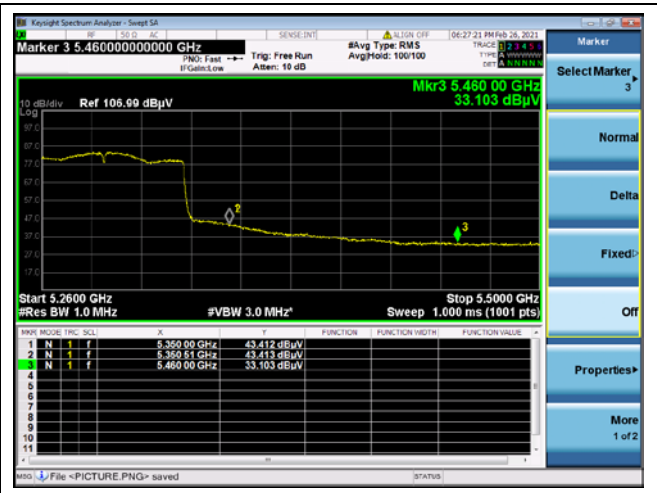 Keysight Spectrum Analyzer - Swept SA
RF 50 Ω AC SENSE:INT ALIGN OFF 06:27:21 PM Feb 26, 2021
Marker 3 5.460000000000 GHz
PNO: Fast Trig: Free Run #Avg Type: RMS TRACE 1 2 3 4 5 6
IFGain:Low Atten: 10 dB Avg|Hold: 100/100 TYPE A WWWWW
DET A N N N N N
Mkr3 5.460 00 GHz
33.103 dBµV
10 dB/div Ref 106.99 dBµV
Log
97.0
87.0
77.0
67.0
57.0
47.0
37.0
27.0
17.0
2
3
Start 5.2600 GHz Stop 5.5000 GHz
#Res BW 1.0 MHz #VBW 3.0 MHz* Sweep 1.000 ms (1001 pts)
MKR MODE TRC SCL X Y FUNCTION FUNCTION WIDTH FUNCTION VALUE
1 N 1 f 5.350 00 GHz 43.412 dBµV
2 N 1 f 5.350 51 GHz 43.413 dBµV
3 N 1 f 5.460 00 GHz 33.103 dBµV
4
5
6
7
8
9
10
11
MSG File <PICTURE.PNG> saved STATUS
Marker
Select Marker
3
Normal
Delta
Fixed
Off
Properties
More
1 of 2